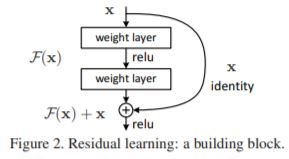 x
weight layer
F(x)
relu
x
weight layer
identity
F(x) + x
relu
Figure 2. Residual learning: a building block.